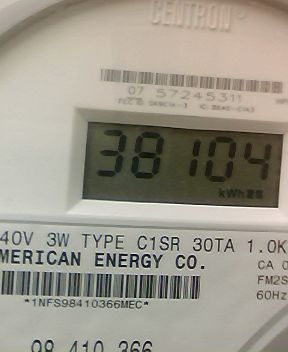 CENTRON®
07 57245311
38104
kWh
40V 3W TYPE C1SR 30TA 1.0K
MERICAN ENERGY CO.
CA 0
FM2S
60Hz
*1NFS98410366MEC*
98 410 366